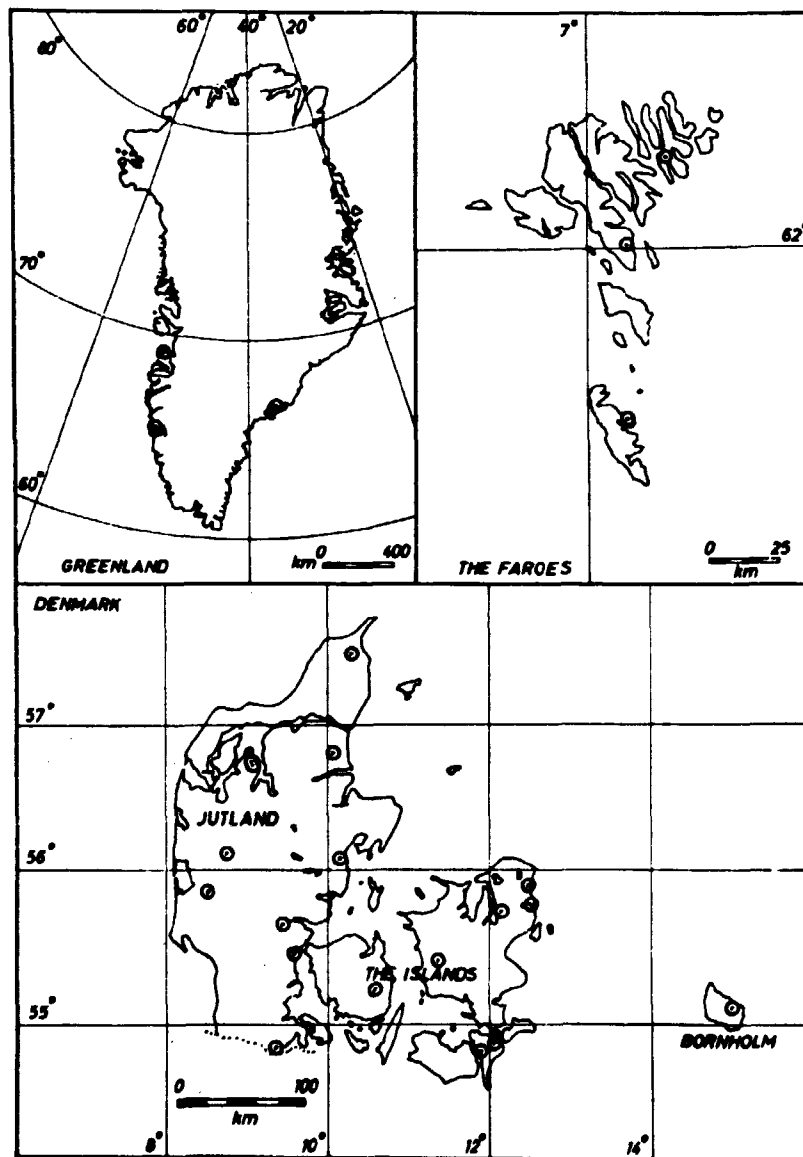 60° 40° 20°
80°
70°
60°
GREENLAND
0 400
km
7°
62°
0 25
km
THE FAROES
DENMARK
57°
JUTLAND
56°
THE ISLANDS
55°
BORNHOLM
0 100
km
8° 10° 12° 14°